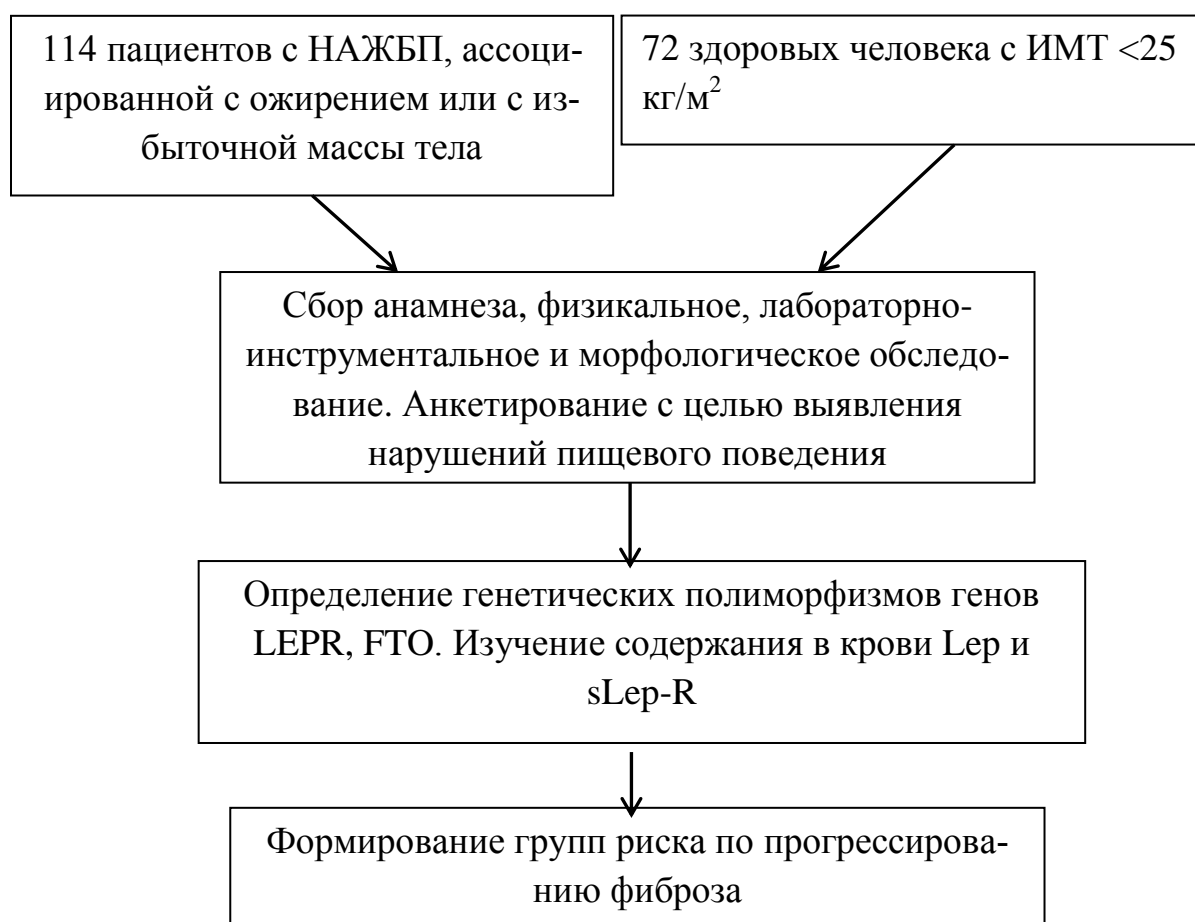 114 пациентов с НАЖБП, ассоци-
ированной с ожирением или с из-
быточной массы тела
72 здоровых человека с ИМТ <25
кг/м²
Сбор анамнеза, физикальное, лабораторно-
инструментальное и морфологическое обследо-
вание. Анкетирование с целью выявления
нарушений пищевого поведения
Определение генетических полиморфизмов генов
LEPR, FTO. Изучение содержания в крови Lep и
sLep-R
Формирование групп риска по прогрессирова-
нию фиброза